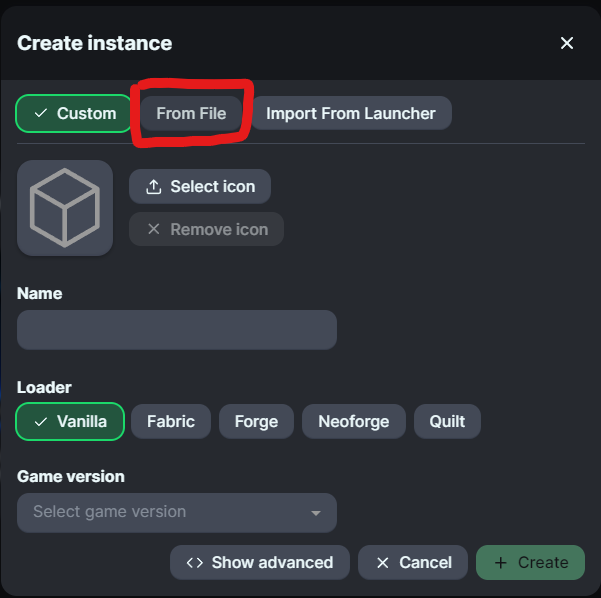 Create instance
Custom From File Import From Launcher
Select icon
Remove icon
Name
Loader
Vanilla Fabric Forge Neoforge Quilt
Game version
Select game version
Show advanced Cancel Create